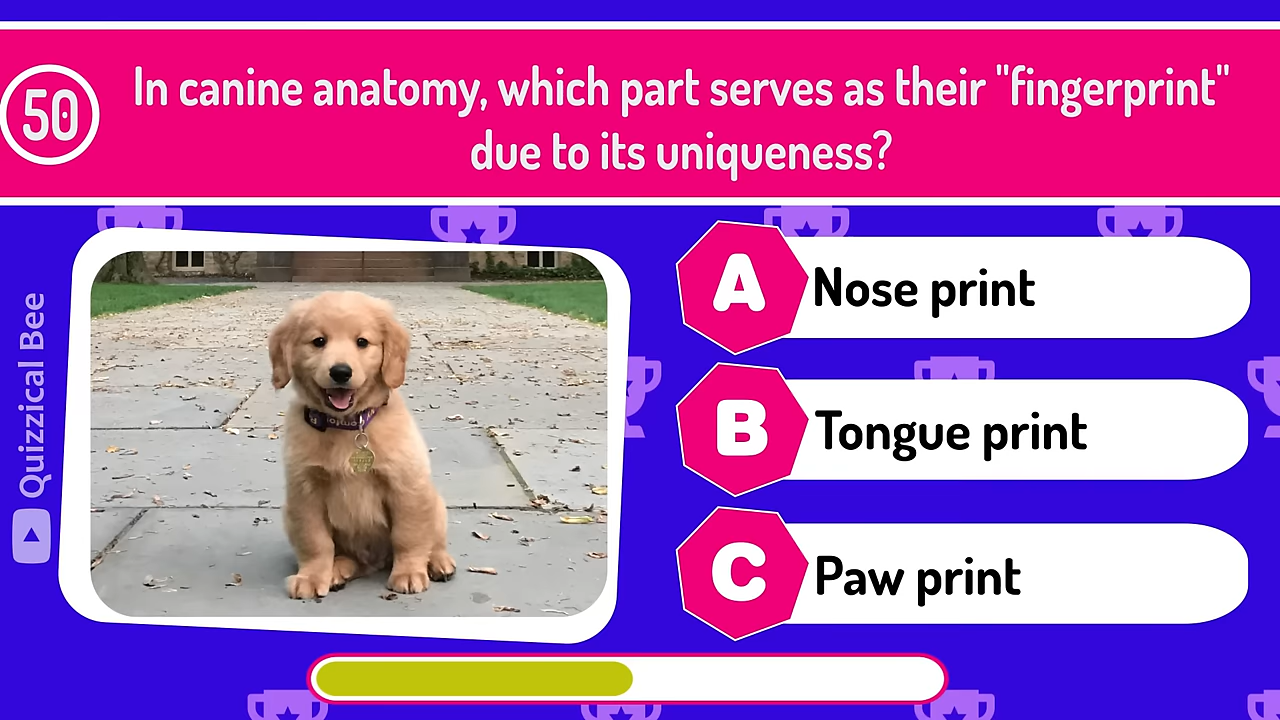 50
In canine anatomy, which part serves as their "fingerprint"
due to its uniqueness?
Quizzical Bee
A Nose print
B Tongue print
C Paw print